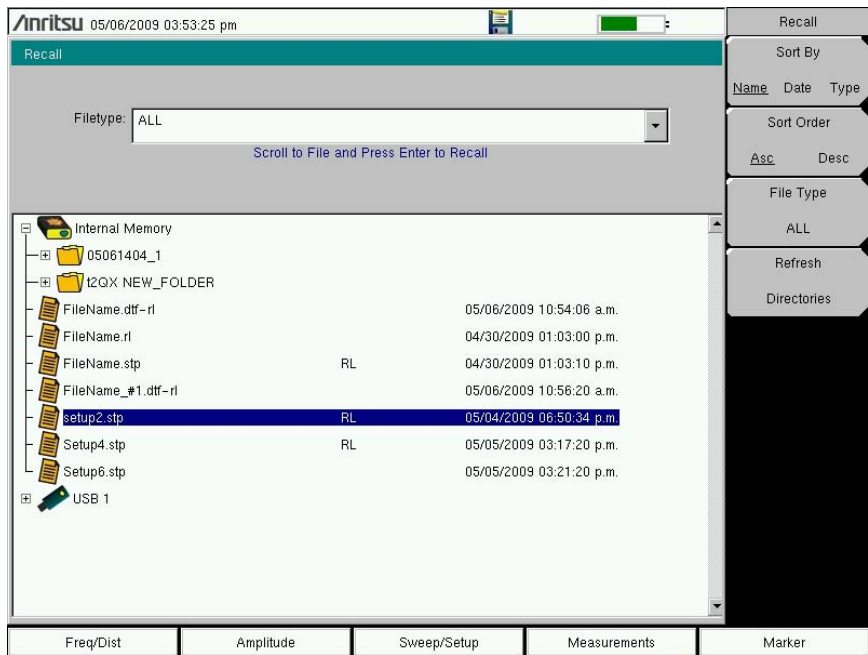 Anritsu 05/06/2009 03:53:25 pm
Recall
Filetype: ALL
Scroll to File and Press Enter to Recall
Internal Memory
05061404_1
t2QX NEW_FOLDER
FileName.dtf-rl 05/06/2009 10:54:06 a.m.
FileName.rl 04/30/2009 01:03:00 p.m.
FileName.stp RL 04/30/2009 01:03:10 p.m.
FileName_#1.dtf-rl 05/06/2009 10:56:20 a.m.
setup2.stp RL 05/04/2009 06:50:34 p.m.
Setup4.stp RL 05/05/2009 03:17:20 p.m.
Setup6.stp 05/05/2009 03:21:20 p.m.
USB 1
Recall
Sort By
Name Date Type
Sort Order
Asc Desc
File Type
ALL
Refresh
Directories
Freq/Dist Amplitude Sweep/Setup Measurements Marker